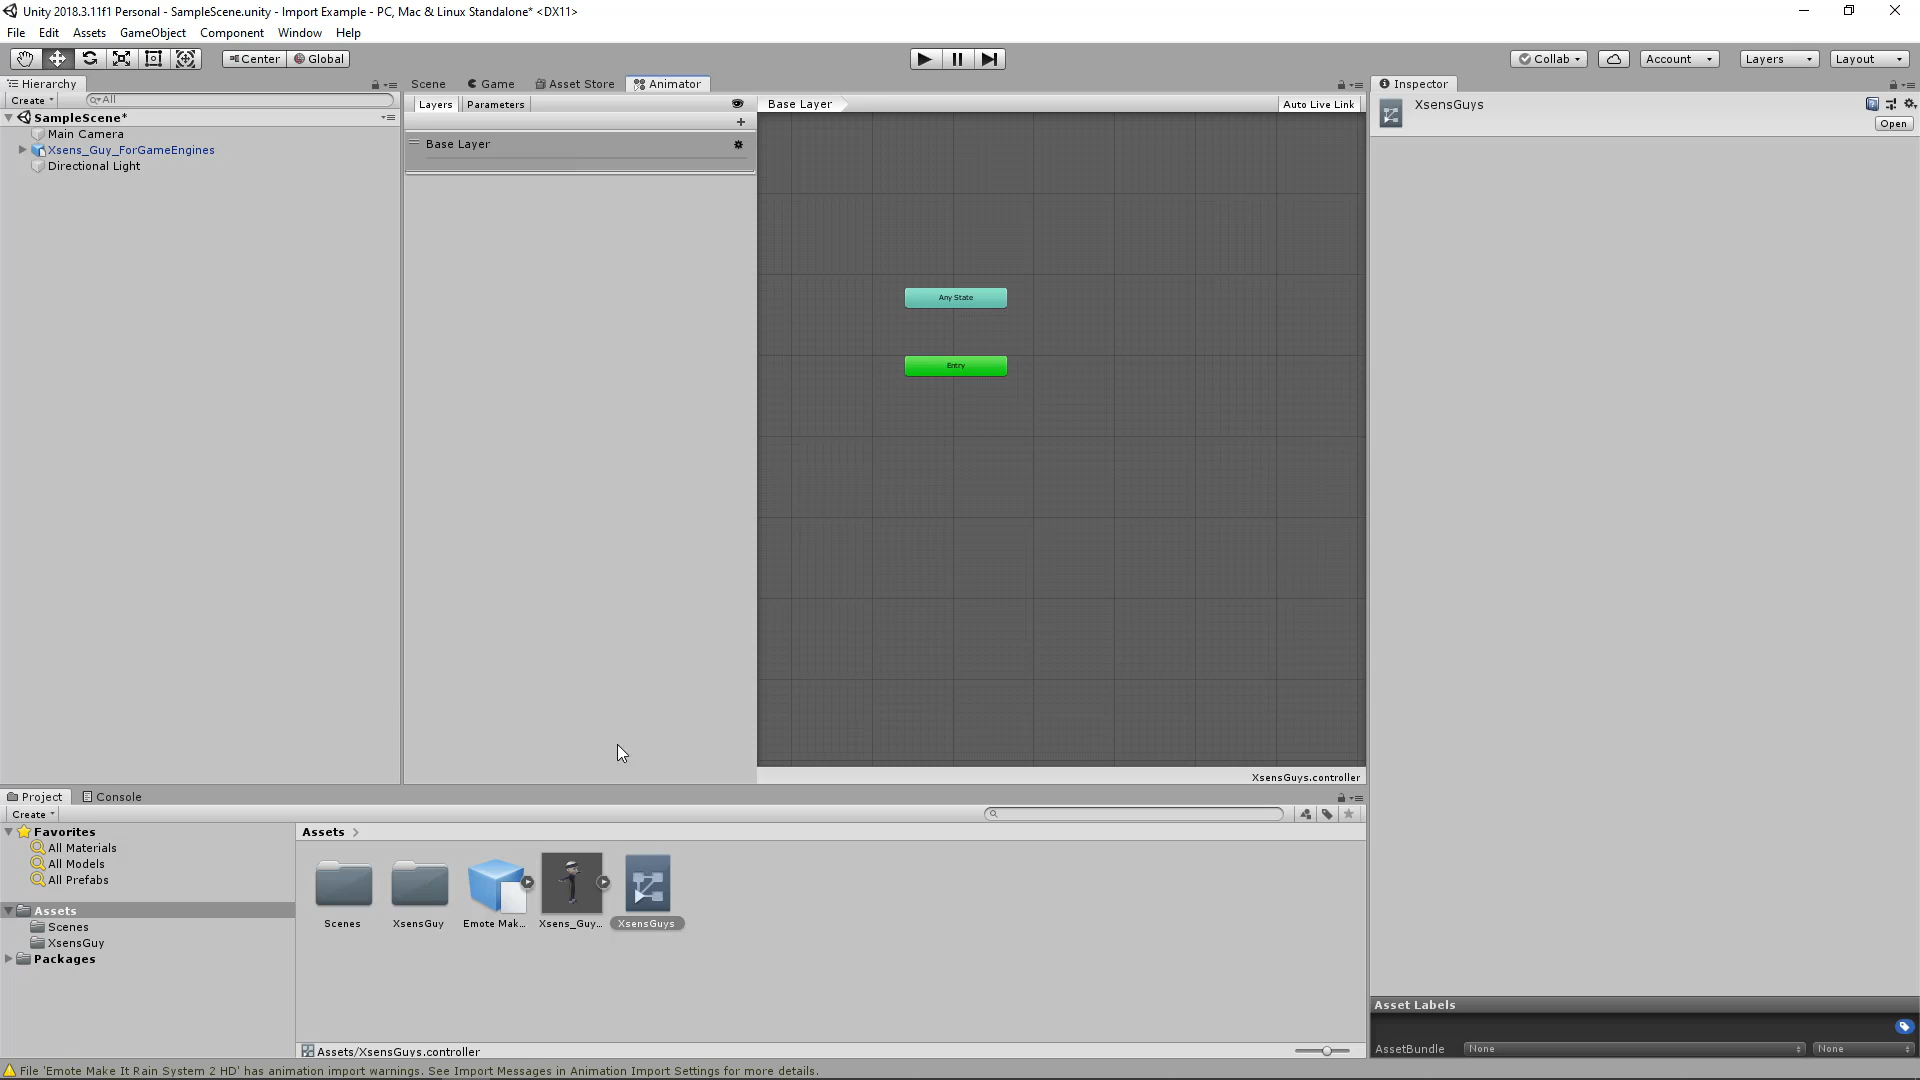 Unity 2018.3.11f1 Personal - SampleScene.unity - Import Example - PC, Mac & Linux Standalone* <DX11>
File Edit Assets GameObject Component Window Help
Center Global Collab Account Layers Layout
Hierarchy Scene Game Asset Store Animator Inspector
Create All Layers Parameters Base Layer Auto Live Link XsensGuys
SampleScene* Open
Main Camera Base Layer
Xsens_Guy_ForGameEngines
Directional Light
Any State
Entry
XsensGuys.controller
Project Console
Create
Favorites Assets
All Materials
All Models
All Prefabs
Assets
Scenes XsensGuy Emote Mak... Xsens_Guy... XsensGuys
Scenes
XsensGuy
Packages
Asset Labels
Assets/XsensGuys.controller AssetBundle None None
File 'Emote Make It Rain System 2 HD' has animation import warnings. See Import Messages in Animation Import Settings for more details.